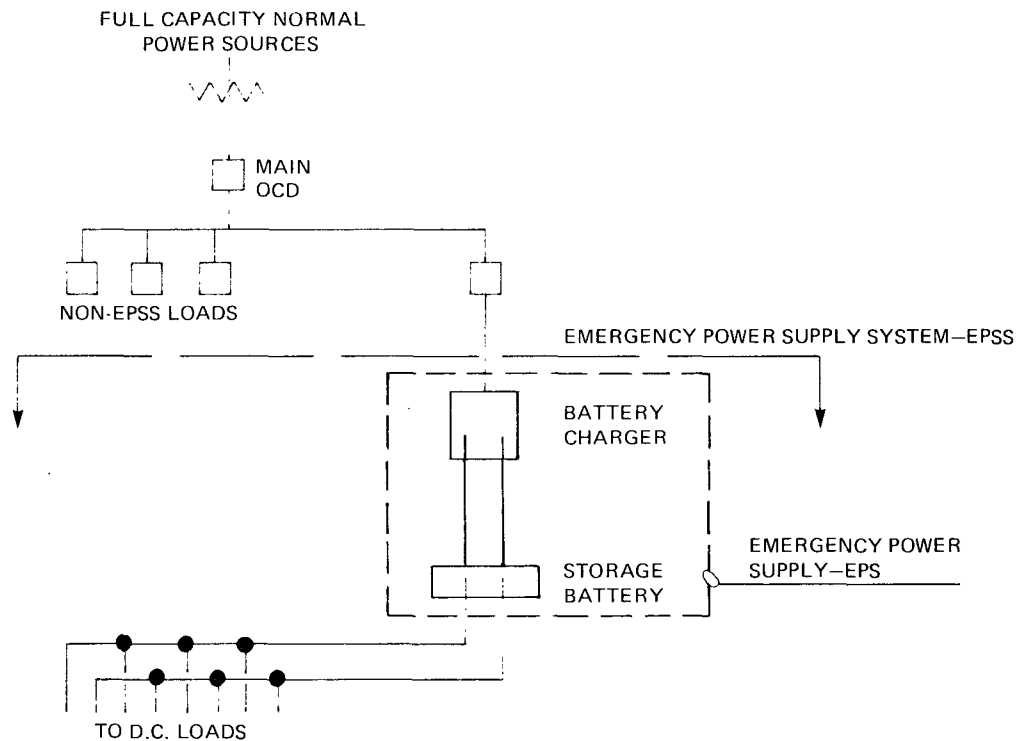 FULL CAPACITY NORMAL
POWER SOURCES
MAIN
OCD
NON-EPSS LOADS
EMERGENCY POWER SUPPLY SYSTEM—EPSS
BATTERY
CHARGER
EMERGENCY POWER
SUPPLY—EPS
STORAGE
BATTERY
TO D.C. LOADS